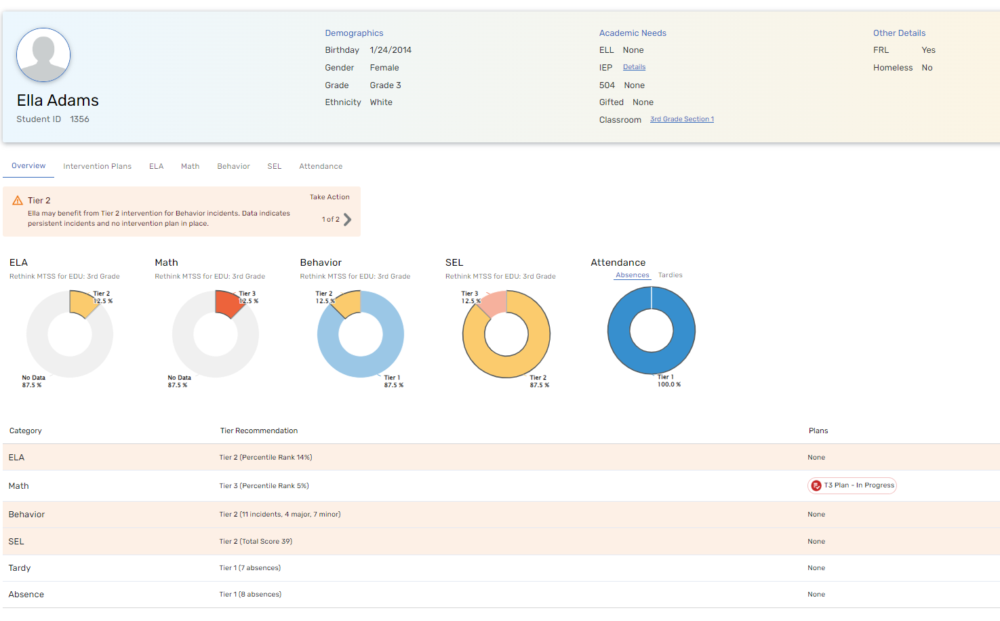 Ella Adams
Student ID 1356
Demographics
Birthday 1/24/2014
Gender Female
Grade Grade 3
Ethnicity White
Academic Needs
ELL None
IEP Details
504 None
Gifted None
Classroom 3rd Grade Section 1
Other Details
FRL Yes
Homeless No
Overview Intervention Plans ELA Math Behavior SEL Attendance
Tier 2
Ella may benefit from Tier 2 intervention for Behavior incidents. Data indicates
persistent incidents and no intervention plan in place.
Take Action
1 of 2
ELA
Rethink MTSS for EDU: 3rd Grade
Tier 2
12.5 %
No Data
87.5 %
Math
Rethink MTSS for EDU: 3rd Grade
Tier 3
12.5 %
No Data
87.5 %
Behavior
Rethink MTSS for EDU: 3rd Grade
Tier 2
12.5 %
Tier 1
87.5 %
SEL
Rethink MTSS for EDU: 3rd Grade
Tier 3
12.5 %
Tier 2
87.5 %
Attendance
Absences Tardies
Tier 1
100.0 %
Category Tier Recommendation Plans
ELA Tier 2 (Percentile Rank 14%) None
Math Tier 3 (Percentile Rank 5%) T3 Plan - In Progress
Behavior Tier 2 (11 incidents, 4 major, 7 minor) None
SEL Tier 2 (Total Score 39) None
Tardy Tier 1 (7 absences) None
Absence Tier 1 (8 absences) None